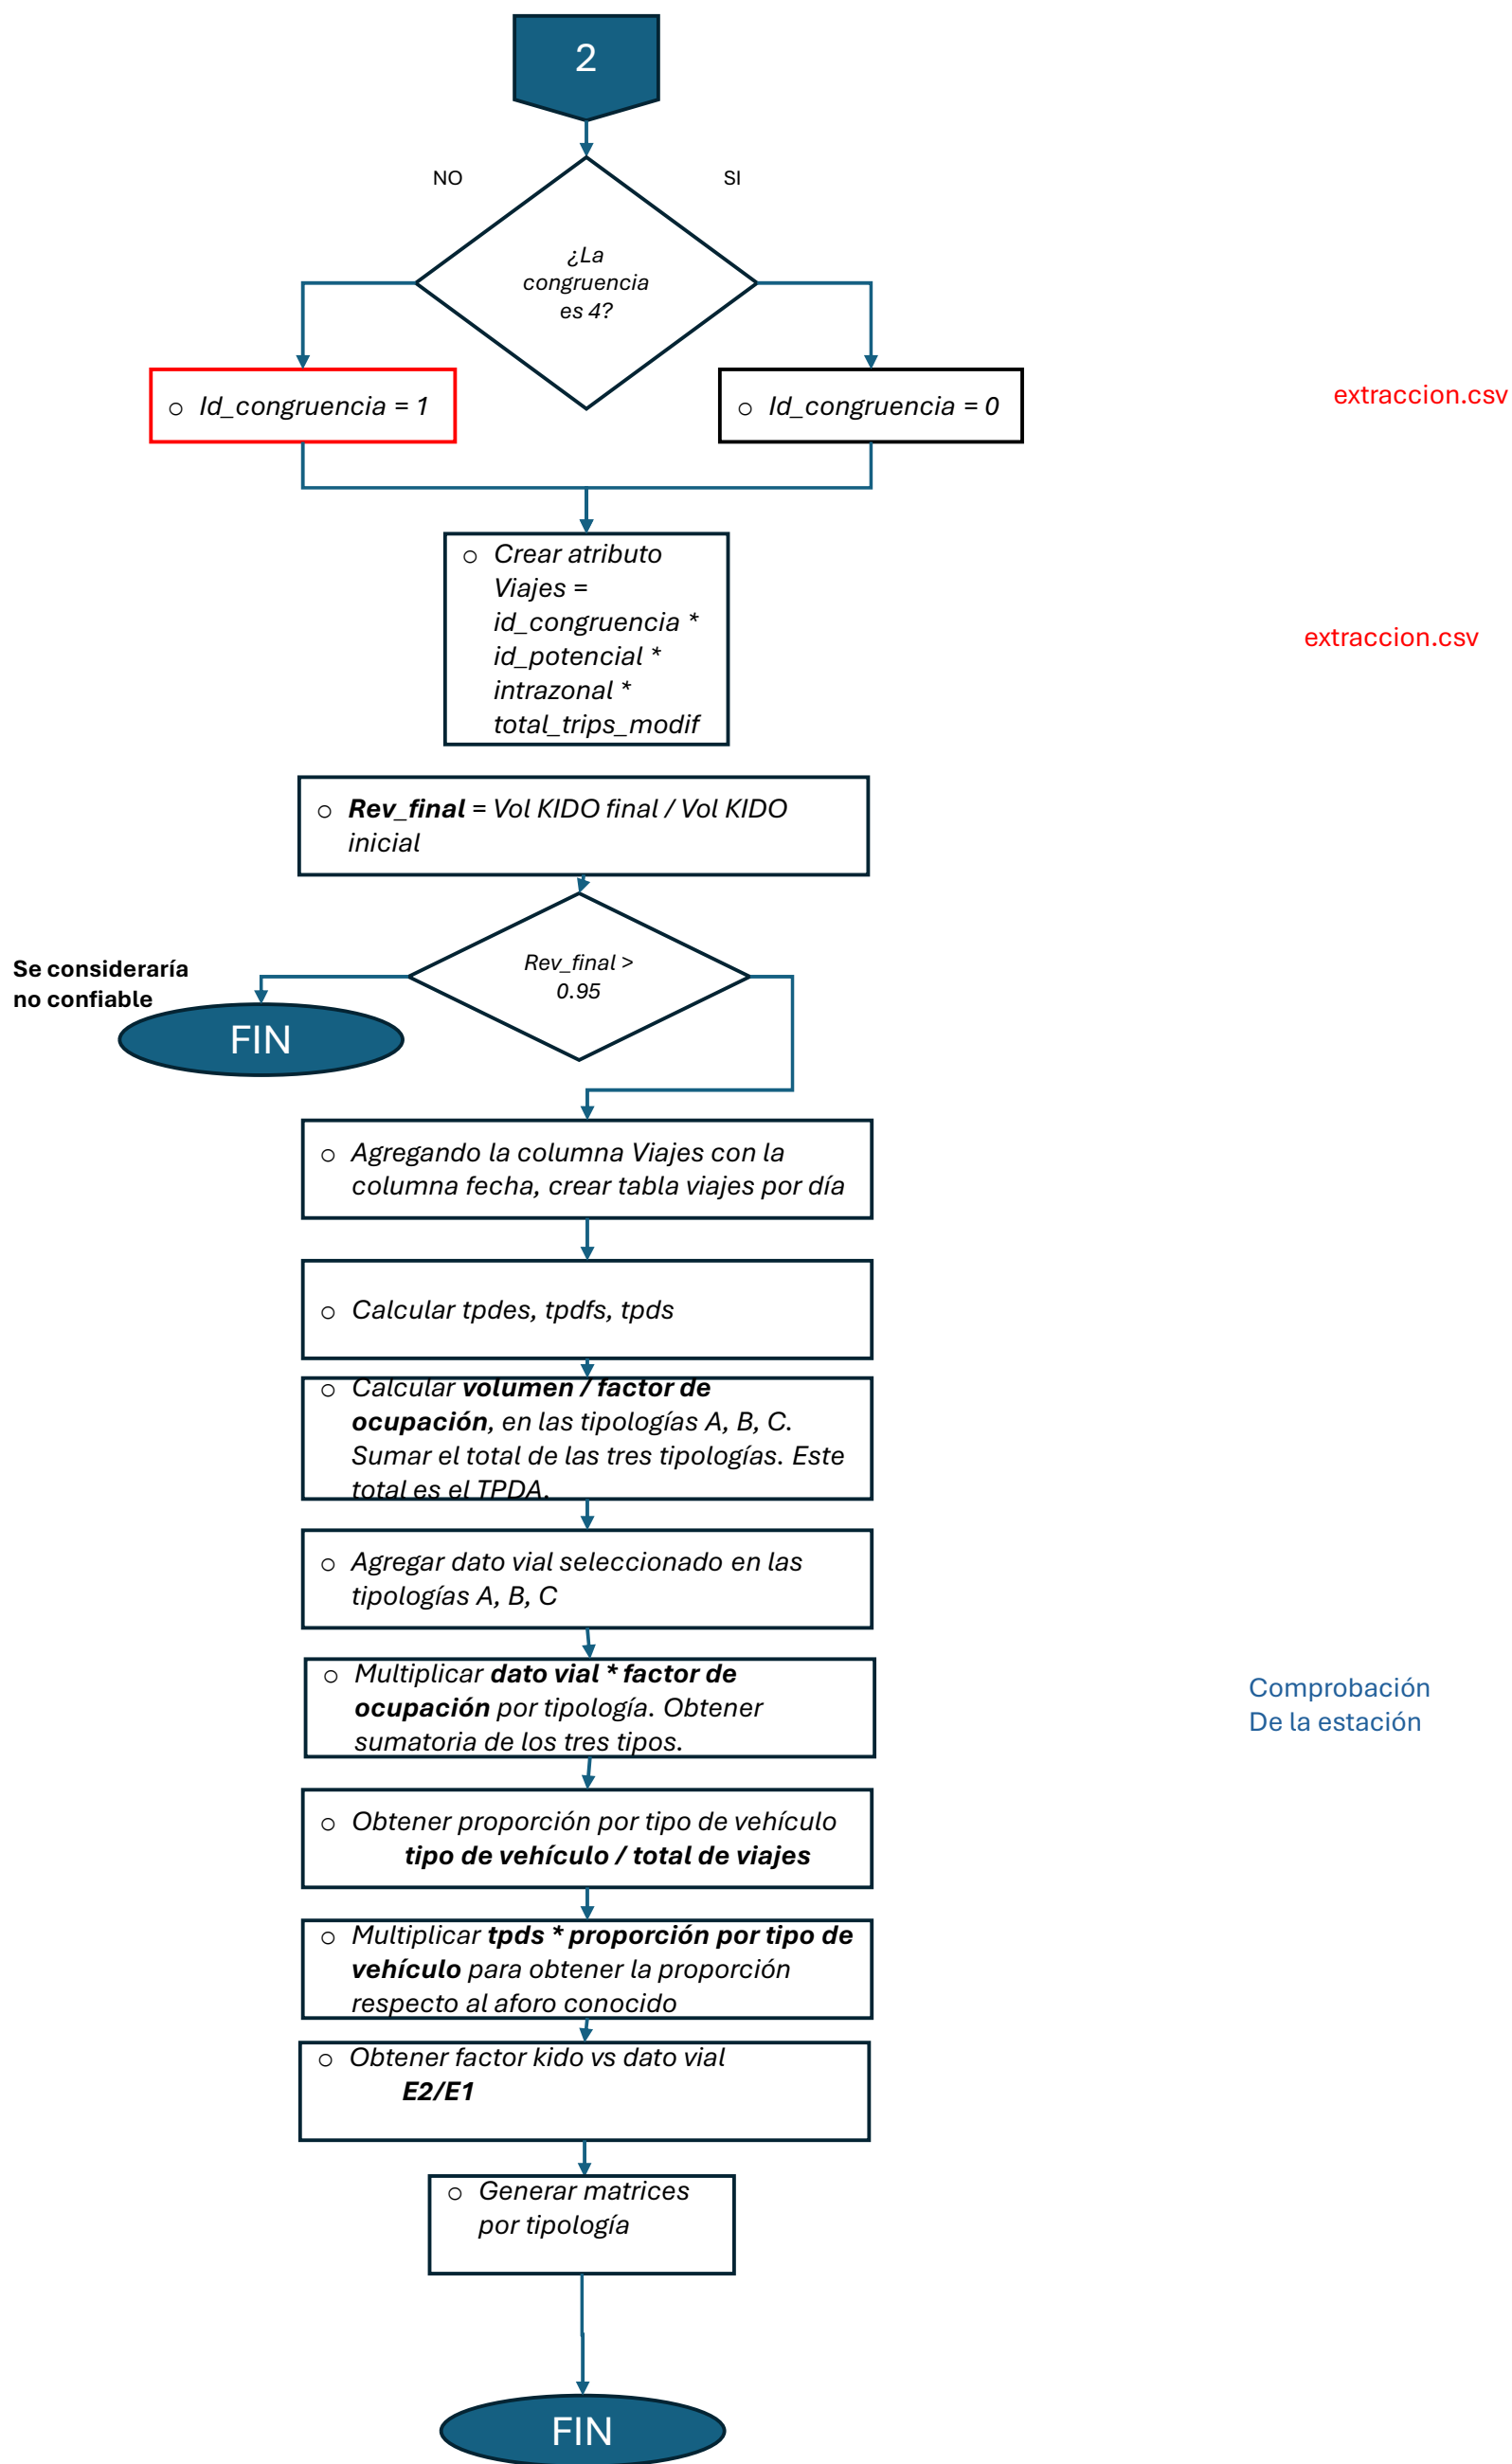 2
NO
SI
¿La
congruencia
es 4?
○ Id_congruencia = 1
○ Id_congruencia = 0
extraccion.csv
○ Crear atributo
Viajes =
id_congruencia *
id_potencial *
intrazonal *
total_trips_modif
extraccion.csv
○ Rev_final = Vol KIDO final / Vol KIDO
inicial
Rev_final >
0.95
Se consideraría
no confiable
FIN
○ Agregando la columna Viajes con la
columna fecha, crear tabla viajes por día
○ Calcular tpdes, tpdfs, tpds
○ Calcular volumen / factor de
ocupación, en las tipologías A, B, C.
Sumar el total de las tres tipologías. Este
total es el TPDA.
○ Agregar dato vial seleccionado en las
tipologías A, B, C
○ Multiplicar dato vial * factor de
ocupación por tipología. Obtener
sumatoria de los tres tipos.
Comprobación
De la estación
○ Obtener proporción por tipo de vehículo
tipo de vehículo / total de viajes
○ Multiplicar tpds * proporción por tipo de
vehículo para obtener la proporción
respecto al aforo conocido
○ Obtener factor kido vs dato vial
E2/E1
○ Generar matrices
por tipología
FIN